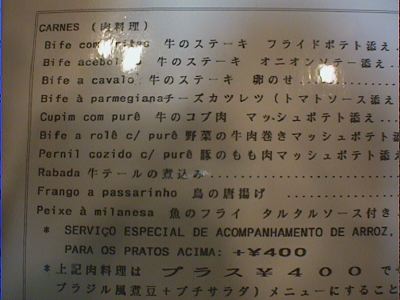 CARNES (肉料理)
Bife com fritas 牛のステーキ フライドポテト添え
Bife acebolado 牛のステーキ オニオンソテー添え...
Bife a cavalo 牛のステーキ 卵のせ
Bife à parmegiana チーズカツレツ (トマトソース添え
Cupim com purê 牛のコブ肉 マッシュポテト添え...
Bife a rolê c/ purê 野菜の牛肉巻きマッシュポテト添
Pernil cozido c/ purê 豚のもも肉マッシュポテト添え
Rabada 牛テールの煮込み
Frango a passarinho 鳥の唐揚げ
Peixe à milanesa 魚のフライ タルタルソース付き
* SERVIÇO ESPECIAL DE ACOMPANHAMENTO DE ARROZ,
PARA OS PRATOS ACIMA: +¥400
*上記肉料理は プラス¥400 で
ブラジル風煮豆+プチサラダ) メニューにすること